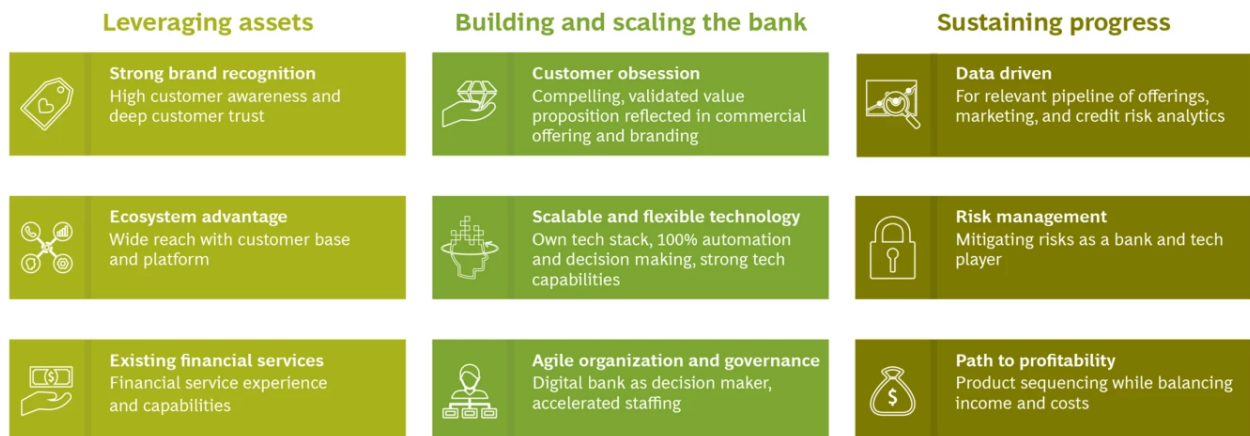 Leveraging assets
Strong brand recognition
High customer awareness and
deep customer trust
Ecosystem advantage
Wide reach with customer base
and platform
Existing financial services
Financial service experience
and capabilities
Building and scaling the bank
Customer obsession
Compelling, validated value
proposition reflected in commercial
offering and branding
Scalable and flexible technology
Own tech stack, 100% automation
and decision making, strong tech
capabilities
Agile organization and governance
Digital bank as decision maker,
accelerated staffing
Sustaining progress
Data driven
For relevant pipeline of offerings,
marketing, and credit risk analytics
Risk management
Mitigating risks as a bank and tech
player
Path to profitability
Product sequencing while balancing
income and costs